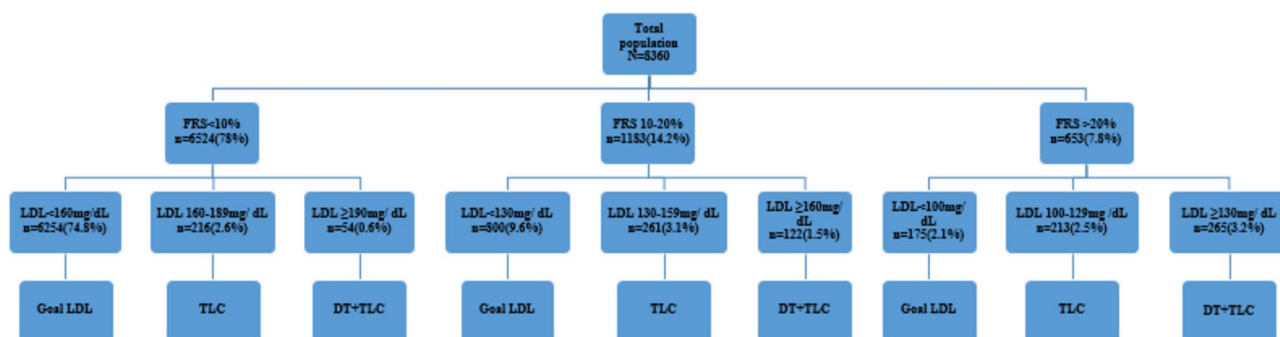 Total
population
N=8360
FRS<10%
n=6524(78%)
FRS 10-20%
n=1183(14.2%)
FRS >20%
n=653(7.8%)
LDL<160mg/dL
n=6254(74.8%)
LDL 160-189mg/ dL
n=216(2.6%)
LDL ≥190mg/ dL
n=54(0.6%)
LDL<130mg/ dL
n=800(9.6%)
LDL 130-159mg/ dL
n=261(3.1%)
LDL ≥160mg/
dL
n=122(1.5%)
LDL<100mg/
dL
n=175(2.1%)
LDL 100-129mg /dL
n=213(2.5%)
LDL ≥130mg/ dL
n=265(3.2%)
Goal LDL
TLC
DT+TLC
Goal LDL
TLC
DT+TLC
Goal LDL
TLC
DT+TLC